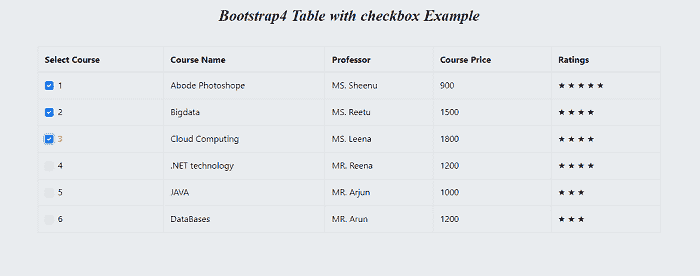 Bootstrap4 Table with checkbox Example
Select Course Course Name Professor Course Price Ratings
1 Abode Photoshope MS. Sheenu 900 ★ ★ ★ ★ ★
2 Bigdata MS. Reetu 1500 ★ ★ ★ ★
3 Cloud Computing MS. Leena 1800 ★ ★ ★ ★
4 .NET technology MR. Reena 1200 ★ ★ ★ ★
5 JAVA MR. Arjun 1000 ★ ★ ★
6 DataBases MR. Arun 1200 ★ ★ ★